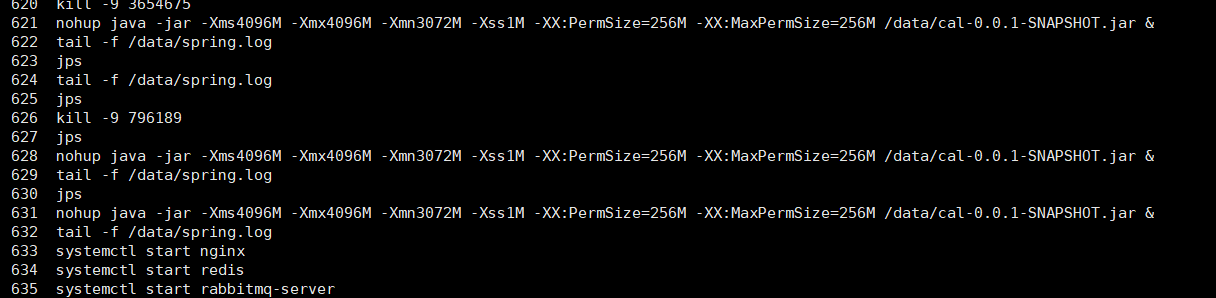 620 kill -9 3654675
621 nohup java -jar -Xms4096M -Xmx4096M -Xmn3072M -Xss1M -XX:PermSize=256M -XX:MaxPermSize=256M /data/cal-0.0.1-SNAPSHOT.jar &
622 tail -f /data/spring.log
623 jps
624 tail -f /data/spring.log
625 jps
626 kill -9 796189
627 jps
628 nohup java -jar -Xms4096M -Xmx4096M -Xmn3072M -Xss1M -XX:PermSize=256M -XX:MaxPermSize=256M /data/cal-0.0.1-SNAPSHOT.jar &
629 tail -f /data/spring.log
630 jps
631 nohup java -jar -Xms4096M -Xmx4096M -Xmn3072M -Xss1M -XX:PermSize=256M -XX:MaxPermSize=256M /data/cal-0.0.1-SNAPSHOT.jar &
632 tail -f /data/spring.log
633 systemctl start nginx
634 systemctl start redis
635 systemctl start rabbitmq-server